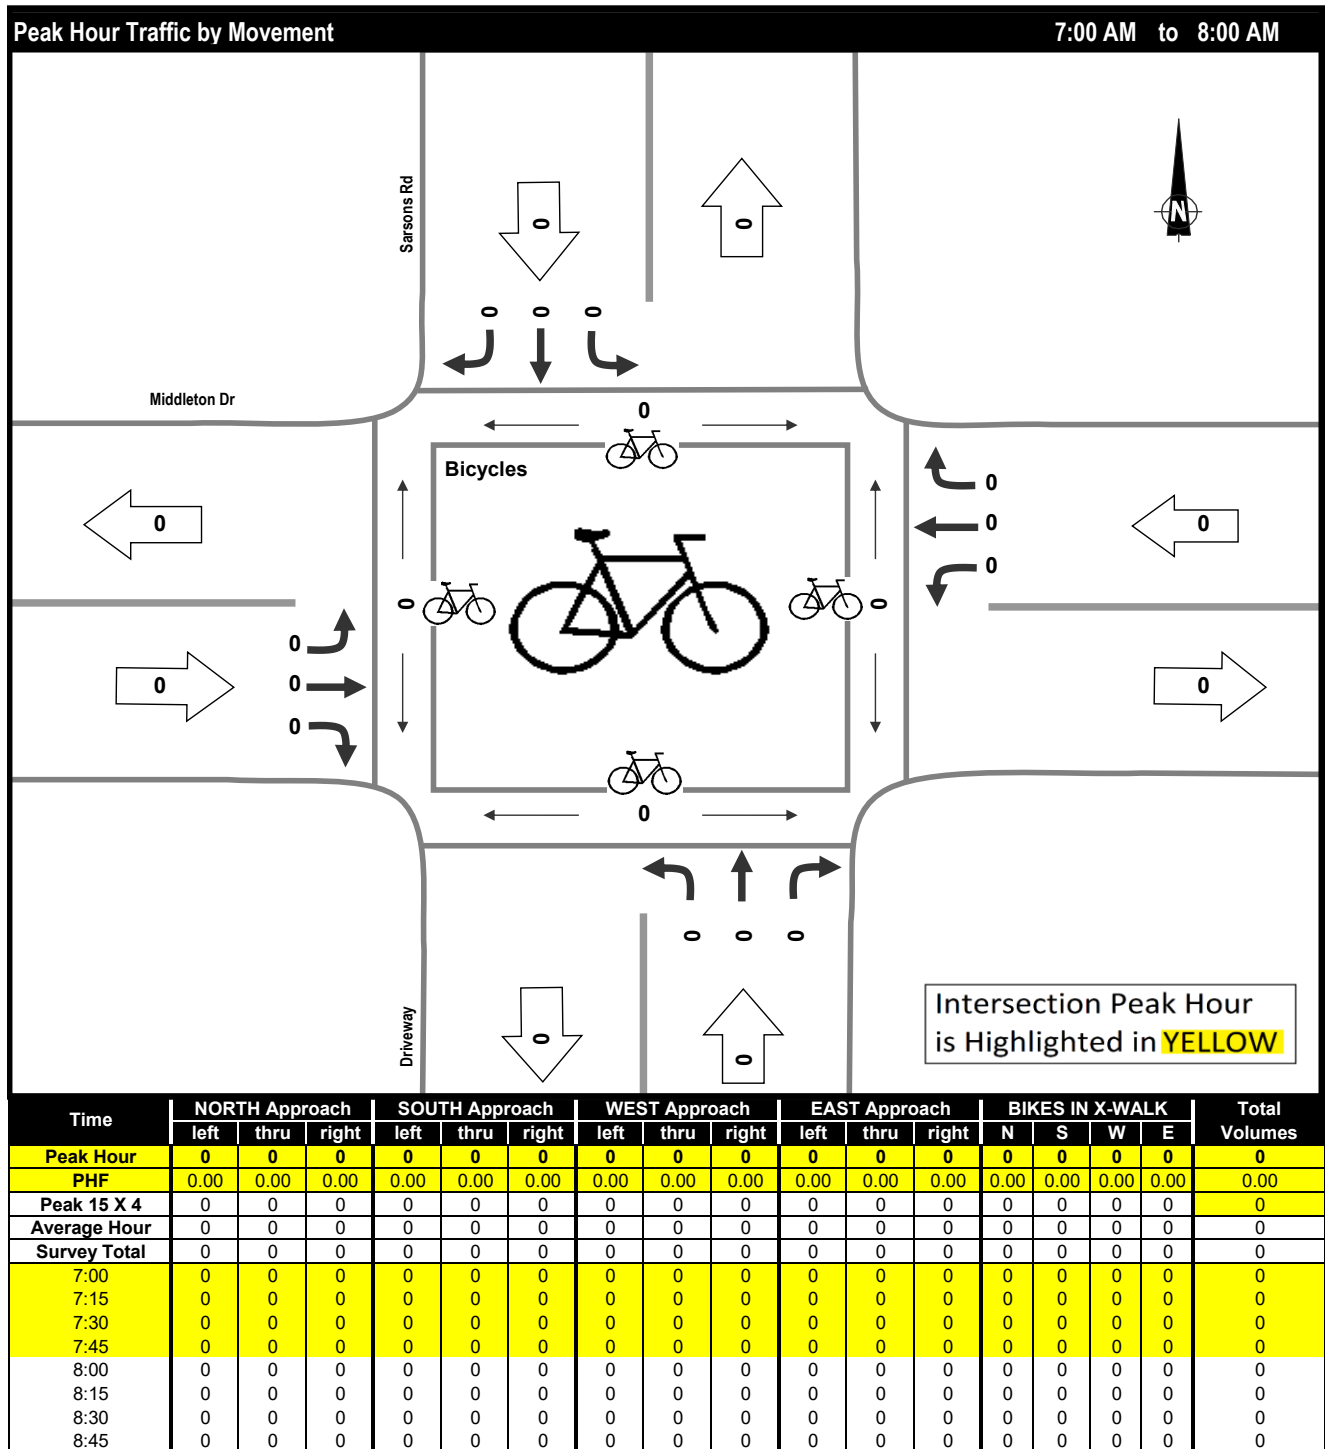 Peak Hour Traffic by Movement 7:00 AM to 8:00 AM
Sarsons Rd
0 0
0 0 0
N
Middleton Dr
0
Bicycles
0
0
0
0
0
0 0
0
0
0
0
0
0
0
0 0 0
Driveway
0 0
Intersection Peak Hour
is Highlighted in YELLOW
Time NORTH Approach SOUTH Approach WEST Approach EAST Approach BIKES IN X-WALK Total
left thru right left thru right left thru right left thru right N S W E Volumes
Peak Hour 0 0 0 0 0 0 0 0 0 0 0 0 0 0 0 0 0
PHF 0.00 0.00 0.00 0.00 0.00 0.00 0.00 0.00 0.00 0.00 0.00 0.00 0.00 0.00 0.00 0.00 0.00
Peak 15 X 4 0 0 0 0 0 0 0 0 0 0 0 0 0 0 0 0 0
Average Hour 0 0 0 0 0 0 0 0 0 0 0 0 0 0 0 0 0
Survey Total 0 0 0 0 0 0 0 0 0 0 0 0 0 0 0 0 0
7:00 0 0 0 0 0 0 0 0 0 0 0 0 0 0 0 0 0
7:15 0 0 0 0 0 0 0 0 0 0 0 0 0 0 0 0 0
7:30 0 0 0 0 0 0 0 0 0 0 0 0 0 0 0 0 0
7:45 0 0 0 0 0 0 0 0 0 0 0 0 0 0 0 0 0
8:00 0 0 0 0 0 0 0 0 0 0 0 0 0 0 0 0 0
8:15 0 0 0 0 0 0 0 0 0 0 0 0 0 0 0 0 0
8:30 0 0 0 0 0 0 0 0 0 0 0 0 0 0 0 0 0
8:45 0 0 0 0 0 0 0 0 0 0 0 0 0 0 0 0 0